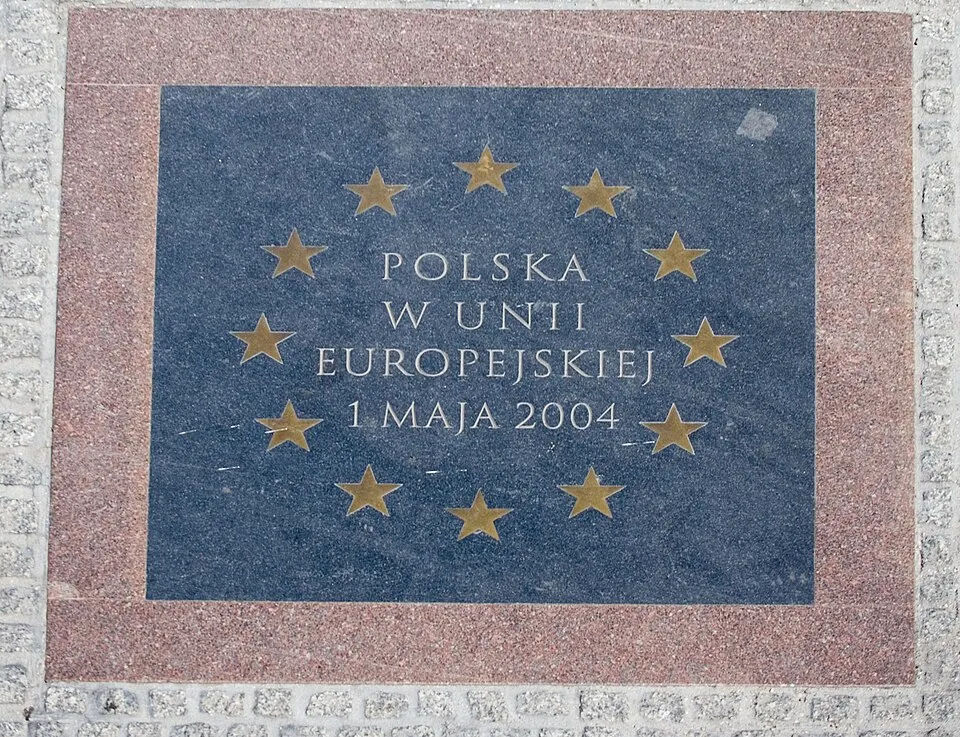 POLSKA
W UNII
EUROPEJSKIEJ
1 MAJA 2004